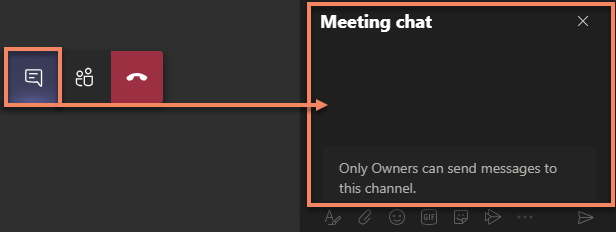 Meeting chat
Only Owners can send messages to
this channel.
GIF